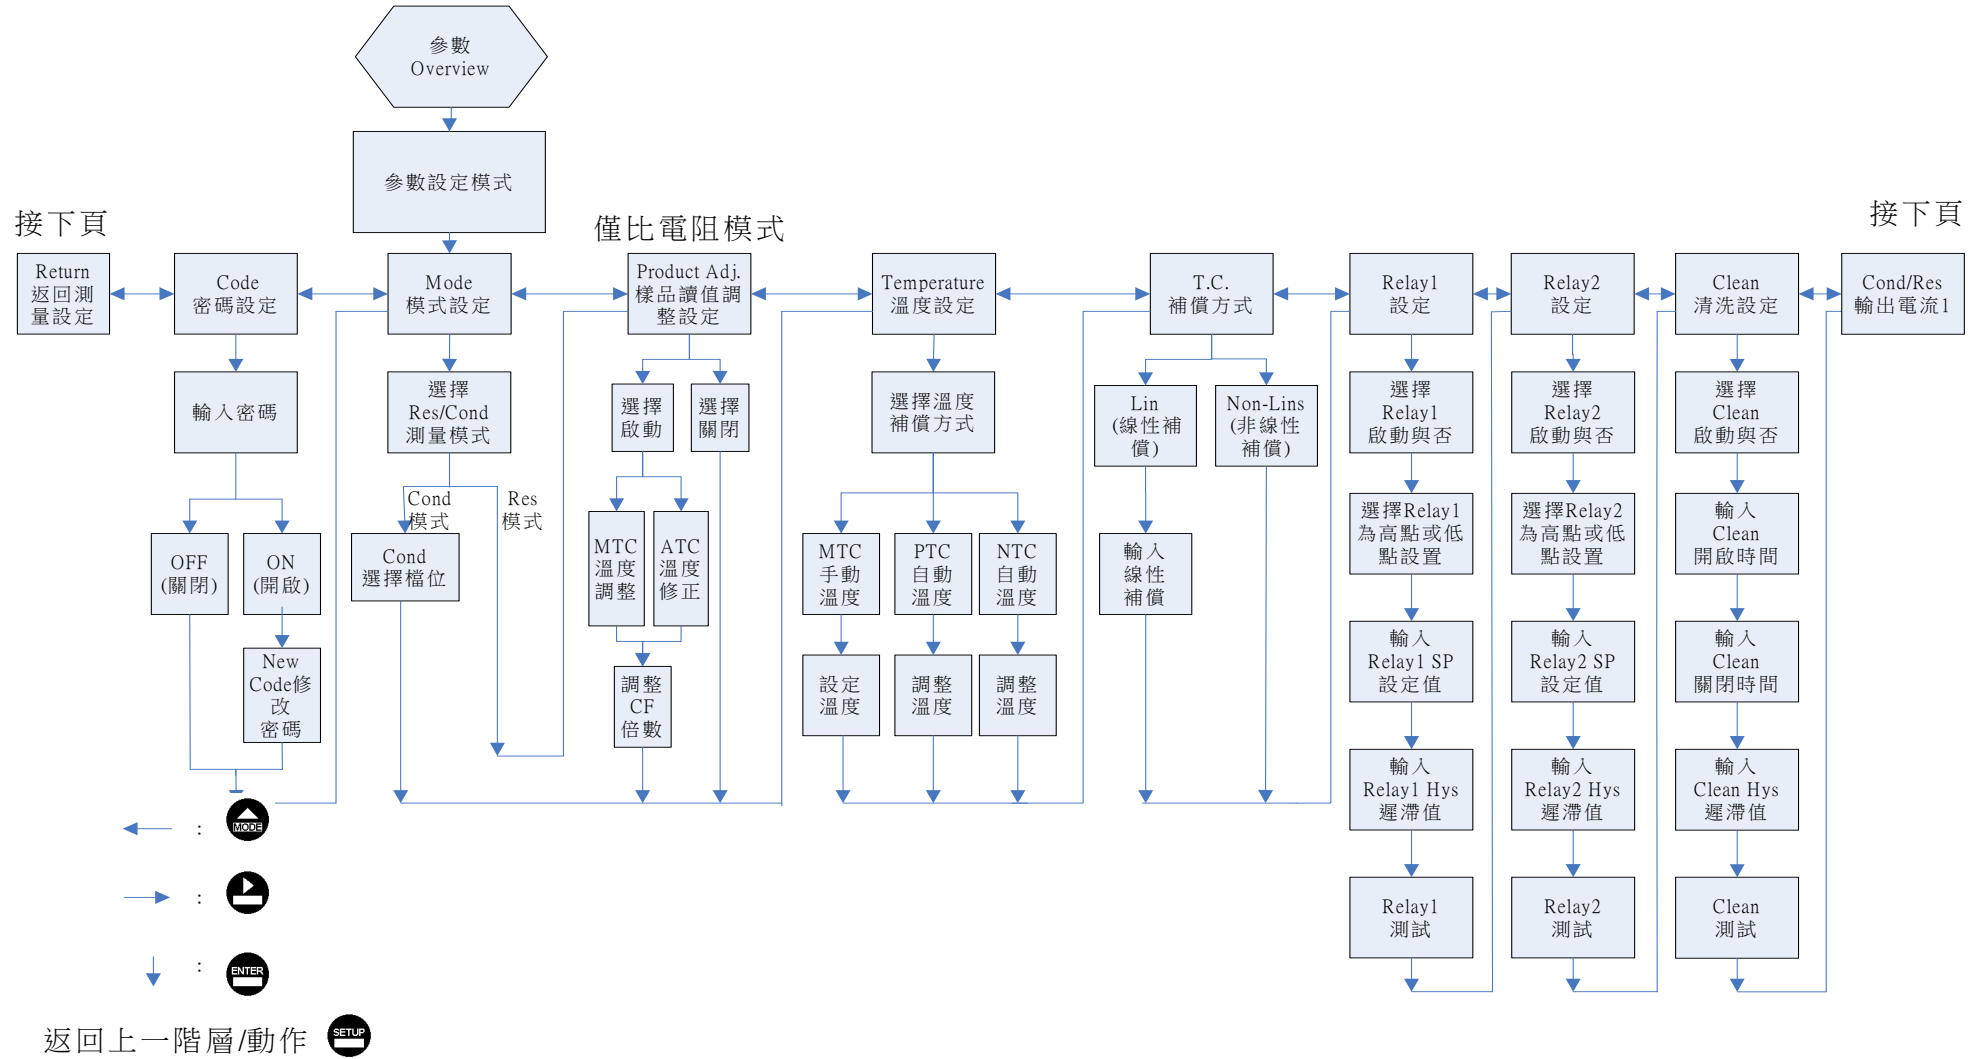 參數
Overview
參數設定模式
接下頁
僅比電阻模式
接下頁
Return
返回測
量設定
Code
密碼設定
Mode
模式設定
Product Adj.
樣品讀值調
整設定
Temperature
溫度設定
T.C.
補償方式
Relay1
設定
Relay2
設定
Clean
清洗設定
Cond/Res
輸出電流1
輸入密碼
選擇
Res/Cond
測量模式
選擇
啟動
選擇
關閉
選擇溫度
補償方式
Lin
(線性補
償)
Non-Lins
(非線性
補償)
選擇
Relay1
啟動與否
選擇
Relay2
啟動與否
選擇
Clean
啟動與否
Cond
模式
Res
模式
OFF
(關閉)
ON
(開啟)
Cond
選擇檔位
MTC
溫度
調整
ATC
溫度
修正
MTC
手動
溫度
PTC
自動
溫度
NTC
自動
溫度
輸入
線性
補償
選擇Relay1
為高點或低
點設置
選擇Relay2
為高點或低
點設置
輸入
Clean
開啟時間
New
Code修
改
密碼
調整
CF
倍數
設定
溫度
調整
溫度
調整
溫度
輸入
Relay1 SP
設定值
輸入
Relay2 SP
設定值
輸入
Clean
關閉時間
輸入
Relay1 Hys
遲滯值
輸入
Relay2 Hys
遲滯值
輸入
Clean Hys
遲滯值
Relay1
測試
Relay2
測試
Clean
測試
: MODE
:
: ENTER
返回上一階層/動作 SETUP